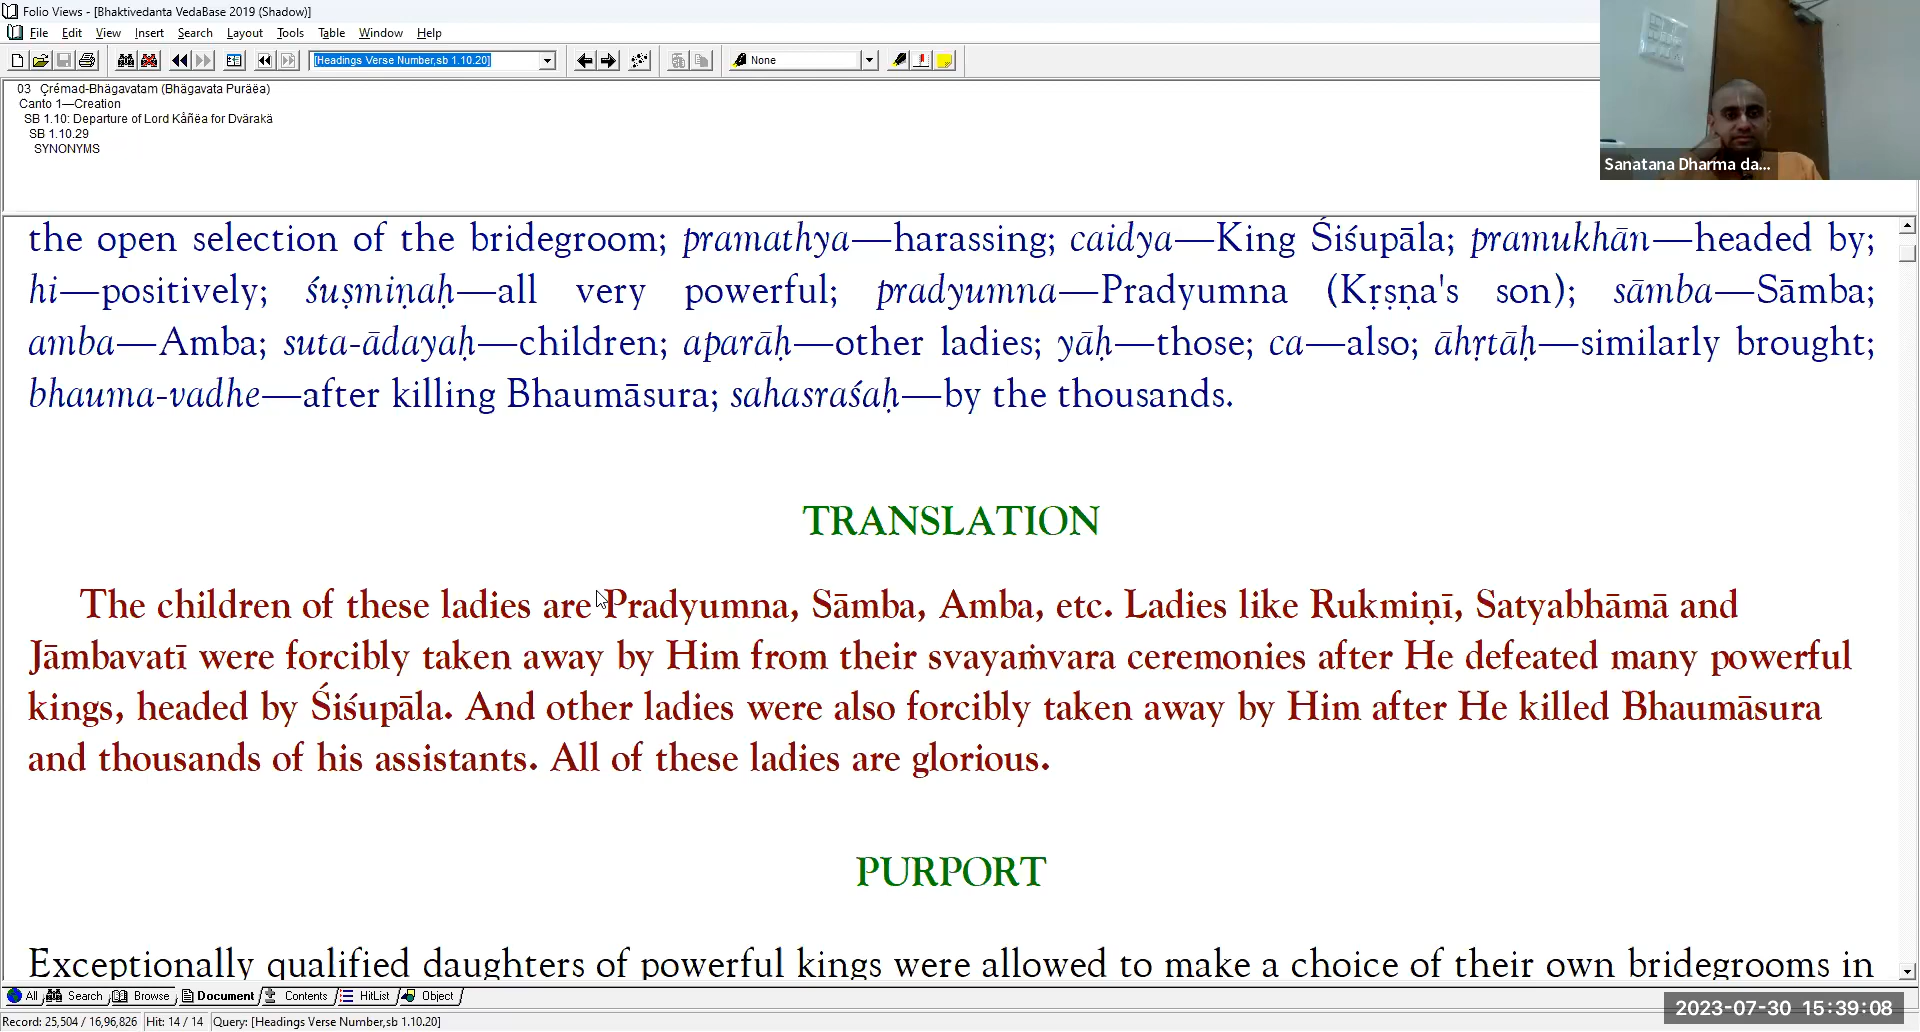 Folio Views - [Bhaktivedanta VedaBase 2019 (Shadow)]
File Edit View Insert Search Layout Tools Table Window Help
[Headings Verse Number,sb 1.10.20]
None
03 Çrémad-Bhägavatam (Bhägavata Puräëa)
Canto 1—Creation
SB 1.10: Departure of Lord Kåñëa for Dvärakä
SB 1.10.29
SYNONYMS
Sanatana Dharma da...
the open selection of the bridegroom; pramathya—harassing; caidya—King Śiśupāla; pramukhān—headed by;
hi—positively; śuṣmiṇaḥ—all very powerful; pradyumna—Pradyumna (Kṛṣṇa's son); sāmba—Sāmba;
amba—Amba; suta-ādayaḥ—children; aparāḥ—other ladies; yāḥ—those; ca—also; āhṛtāḥ—similarly brought;
bhauma-vadhe—after killing Bhaumāsura; sahasraśaḥ—by the thousands.
TRANSLATION
The children of these ladies are Pradyumna, Sāmba, Amba, etc. Ladies like Rukmiṇī, Satyabhāmā and
Jāmbavatī were forcibly taken away by Him from their svayaṁvara ceremonies after He defeated many powerful
kings, headed by Śiśupāla. And other ladies were also forcibly taken away by Him after He killed Bhaumāsura
and thousands of his assistants. All of these ladies are glorious.
PURPORT
Exceptionally qualified daughters of powerful kings were allowed to make a choice of their own bridegrooms in
All Search Browse Document Contents HitList Object
Record: 25,504 / 16,96,826 Hit: 14 / 14 Query: [Headings Verse Number,sb 1.10.20]
2023-07-30 15:39:08